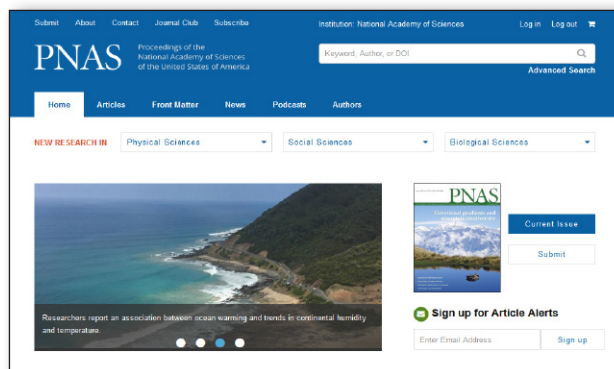 Submit About Contact Journal Club Subscribe Institution: National Academy of Sciences Log in Log out
PNAS
Proceedings of the
National Academy of Sciences
of the United States of America
Keyword, Author, or DOI
Advanced Search
Home Articles Front Matter News Podcasts Authors
NEW RESEARCH IN Physical Sciences Social Sciences Biological Sciences
Researchers report an association between ocean warming and trends in continental humidity
and temperature.
PNAS
Current Issue
Submit
Sign up for Article Alerts
Enter Email Address Sign up